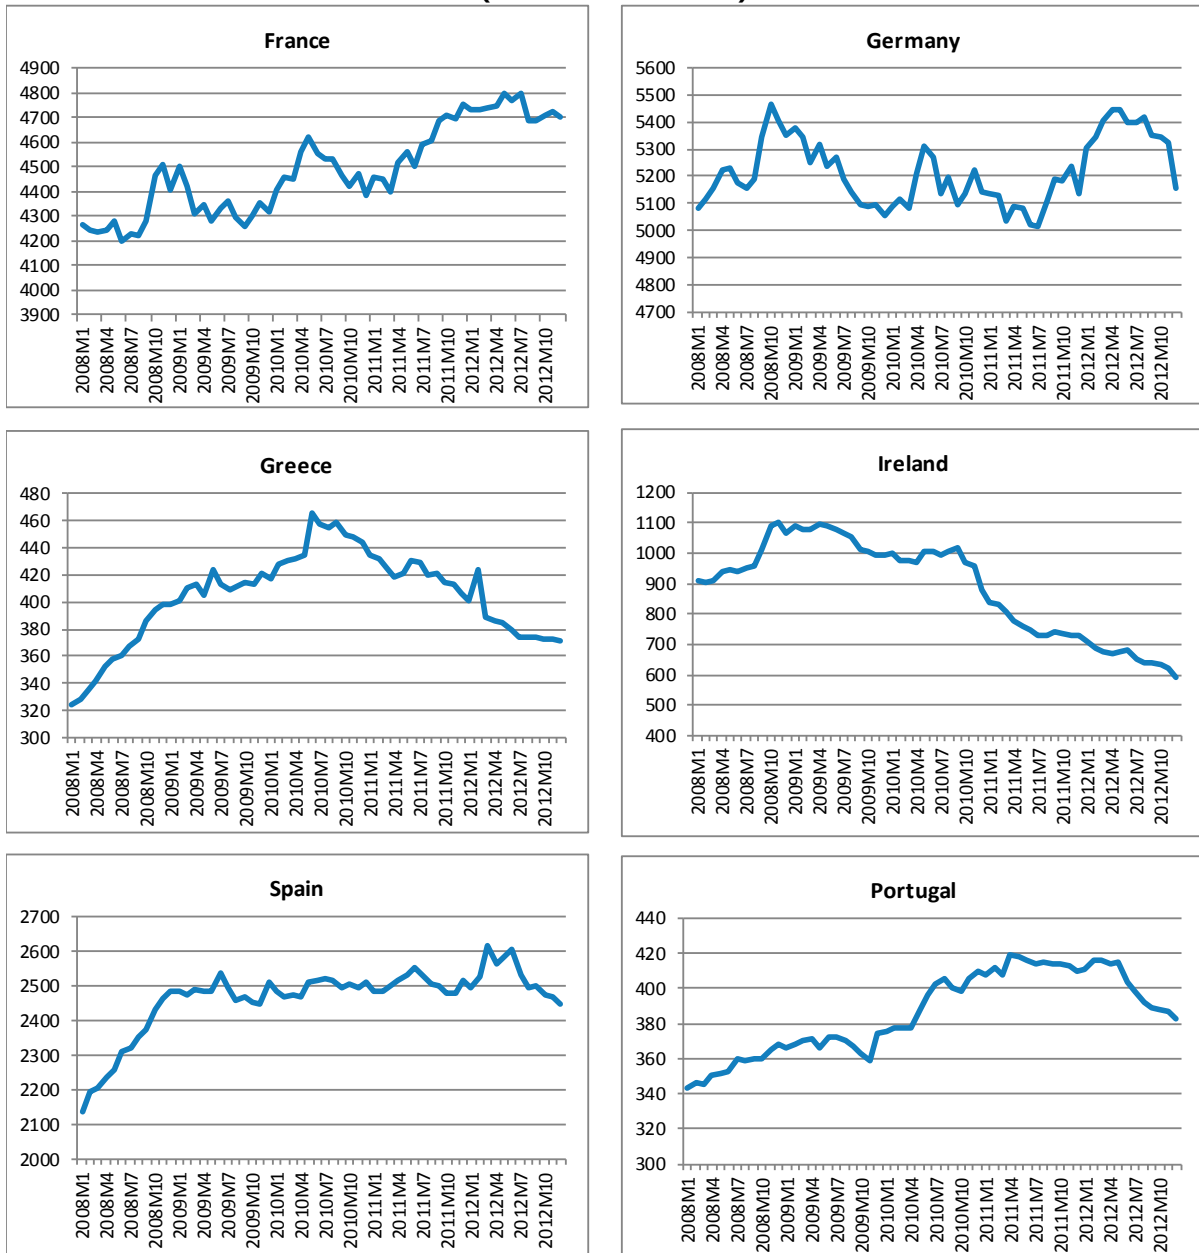 France
4900
4800
4700
4600
4500
4400
4300
4200
4100
4000
3900
2008M1
2008M4
2008M7
2008M10
2009M1
2009M4
2009M7
2009M10
2010M1
2010M4
2010M7
2010M10
2011M1
2011M4
2011M7
2011M10
2012M1
2012M4
2012M7
2012M10
Germany
5600
5500
5400
5300
5200
5100
5000
4900
4800
4700
2008M1
2008M4
2008M7
2008M10
2009M1
2009M4
2009M7
2009M10
2010M1
2010M4
2010M7
2010M10
2011M1
2011M4
2011M7
2011M10
2012M1
2012M4
2012M7
2012M10
Greece
480
460
440
420
400
380
360
340
320
300
2008M1
2008M4
2008M7
2008M10
2009M1
2009M4
2009M7
2009M10
2010M1
2010M4
2010M7
2010M10
2011M1
2011M4
2011M7
2011M10
2012M1
2012M4
2012M7
2012M10
Ireland
1200
1100
1000
900
800
700
600
500
400
2008M1
2008M4
2008M7
2008M10
2009M1
2009M4
2009M7
2009M10
2010M1
2010M4
2010M7
2010M10
2011M1
2011M4
2011M7
2011M10
2012M1
2012M4
2012M7
2012M10
Spain
2700
2600
2500
2400
2300
2200
2100
2000
2008M1
2008M4
2008M7
2008M10
2009M1
2009M4
2009M7
2009M10
2010M1
2010M4
2010M7
2010M10
2011M1
2011M4
2011M7
2011M10
2012M1
2012M4
2012M7
2012M10
Portugal
440
420
400
380
360
340
320
300
2008M1
2008M4
2008M7
2008M10
2009M1
2009M4
2009M7
2009M10
2010M1
2010M4
2010M7
2010M10
2011M1
2011M4
2011M7
2011M10
2012M1
2012M4
2012M7
2012M10